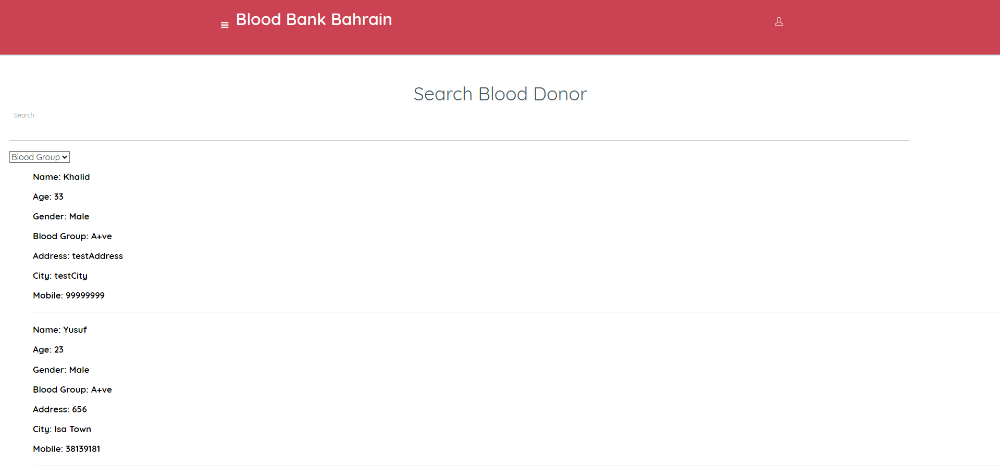 Blood Bank Bahrain
Search Blood Donor
Search
Blood Group
Name: Khalid
Age: 33
Gender: Male
Blood Group: A+ve
Address: testAddress
City: testCity
Mobile: 99999999
Name: Yusuf
Age: 23
Gender: Male
Blood Group: A+ve
Address: 656
City: Isa Town
Mobile: 38139181